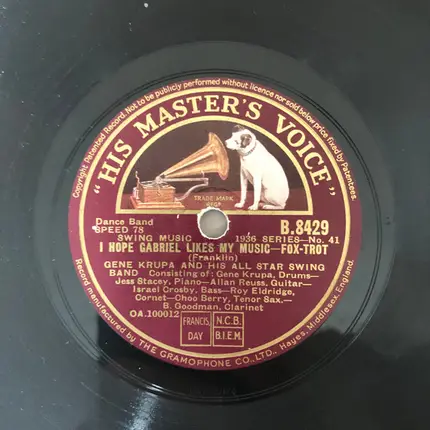 Copyright Patented Record. Not to be publicly performed without licence nor sold below price fixed by Patentees.
"HIS MASTER'S VOICE"
TRADE MARK
REGD
Dance Band
SPEED 78
B.8429
SWING MUSIC 1936 SERIES—No. 41
I HOPE GABRIEL LIKES MY MUSIC—FOX-TROT
(Franklin)
GENE KRUPA AND HIS ALL STAR SWING
BAND Consisting of: Gene Krupa, Drums—
Jess Stacey, Piano—Allan Reuss, Guitar—
Israel Crosby, Bass—Roy Eldridge,
Cornet—Choo Berry, Tenor Sax.—
B. Goodman, Clarinet
OA.100012
FRANCIS, DAY
N.C.B.
B.I.E.M.
Record manufactured by THE GRAMOPHONE CO., LTD., Hayes, Middlesex, England.